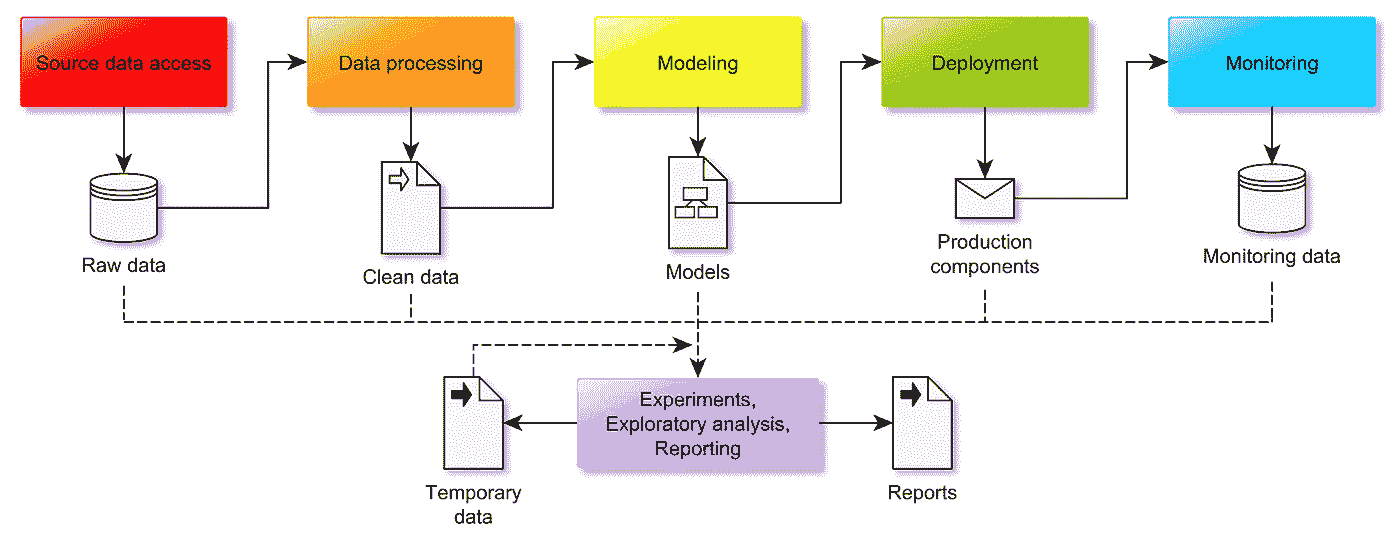 Source data access
Data processing
Modeling
Deployment
Monitoring
Raw data
Clean data
Models
Production
components
Monitoring data
Experiments,
Exploratory analysis,
Reporting
Temporary
data
Reports